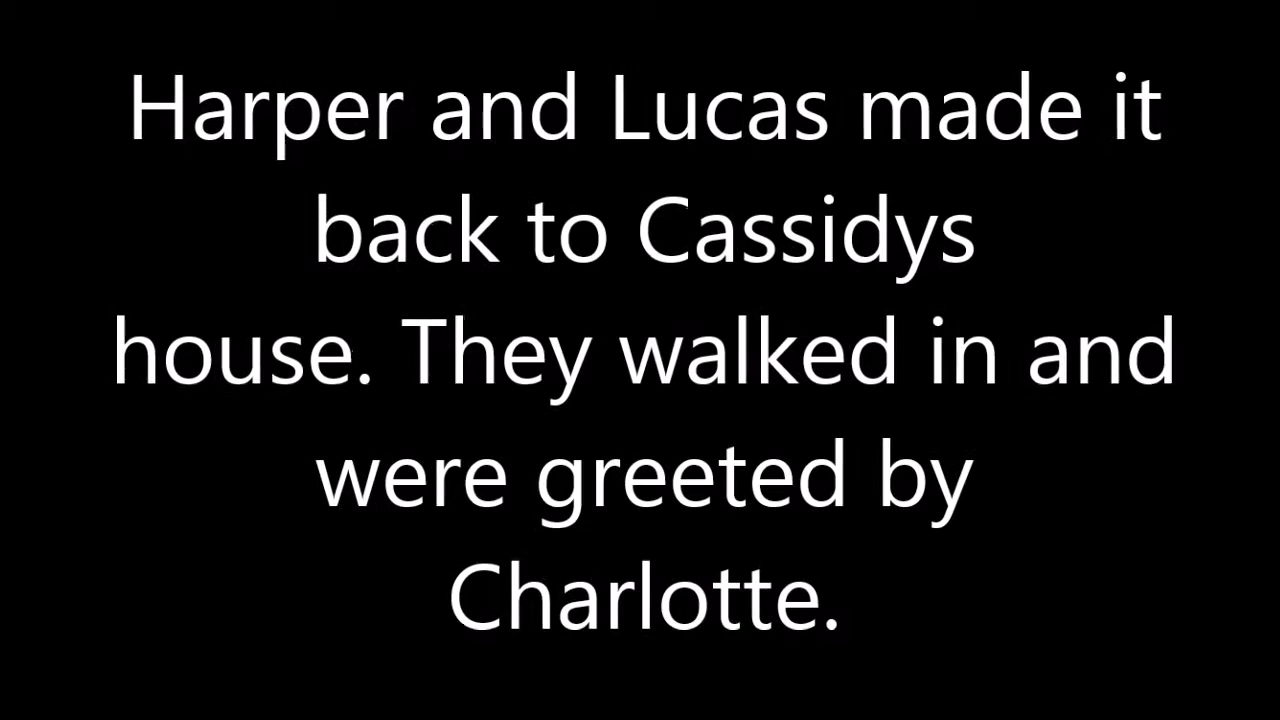 Harper and Lucas made it
back to Cassidys
house. They walked in and
were greeted by
Charlotte.